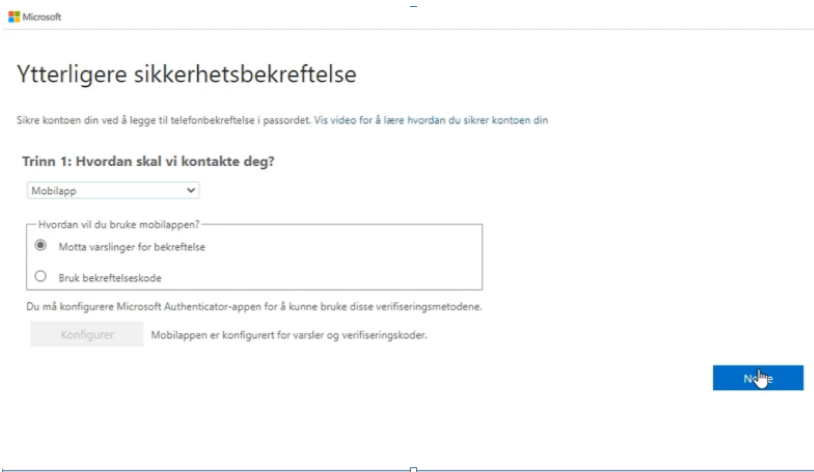 Microsoft
Ytterligere sikkerhetsbekreftelse
Sikre kontoen din ved å legge til telefonbekreftelse i passordet. Vis video for å lære hvordan du sikrer kontoen din
Trinn 1: Hvordan skal vi kontakte deg?
Mobilapp
Hvordan vil du bruke mobilappen?
Motta varslinger for bekreftelse
Bruk bekreftelseskode
Du må konfigurere Microsoft Authenticator-appen for å kunne bruke disse verifiseringsmetodene.
Konfigurer Mobilappen er konfigurert for varsler og verifiseringskoder.